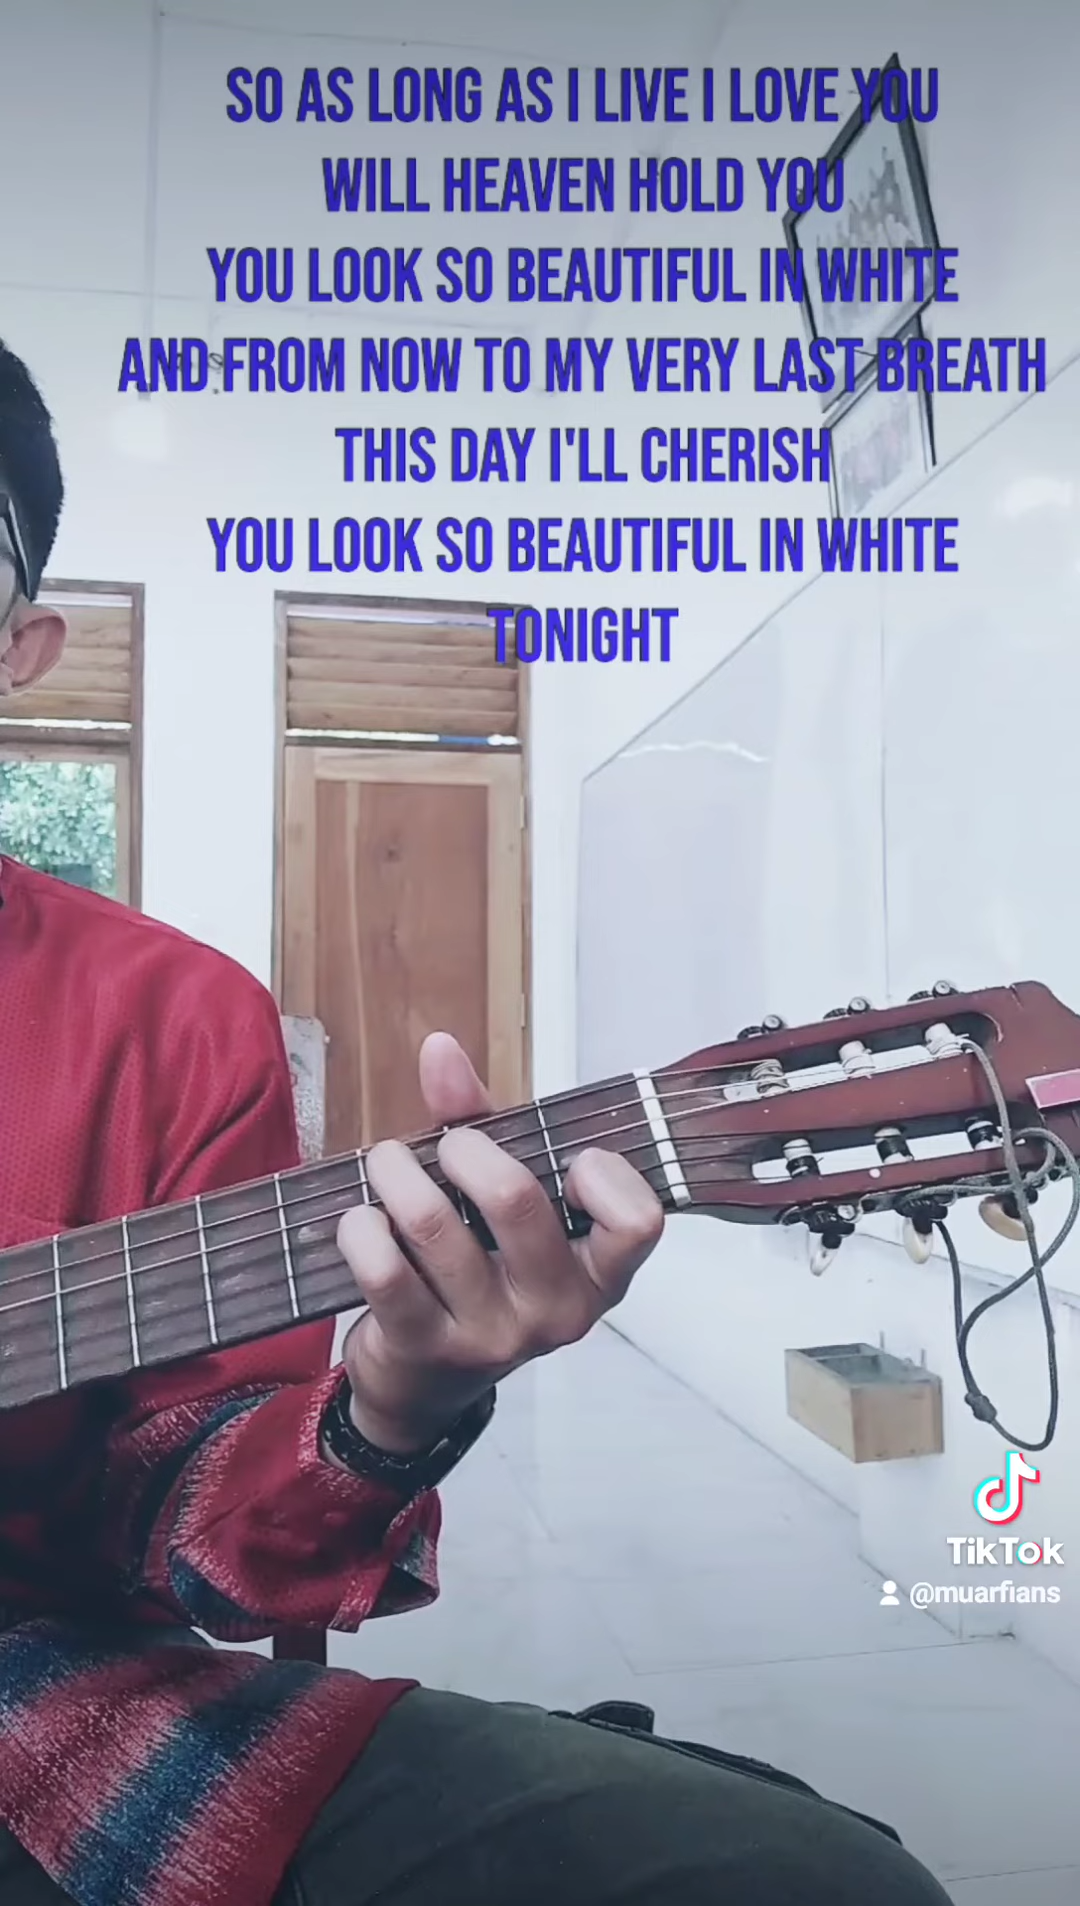 SO AS LONG AS I LIVE I LOVE YOU
WILL HEAVEN HOLD YOU
YOU LOOK SO BEAUTIFUL IN WHITE
AND FROM NOW TO MY VERY LAST BREATH
THIS DAY I'LL CHERISH
YOU LOOK SO BEAUTIFUL IN WHITE
TONIGHT
TikTok
@muarfians